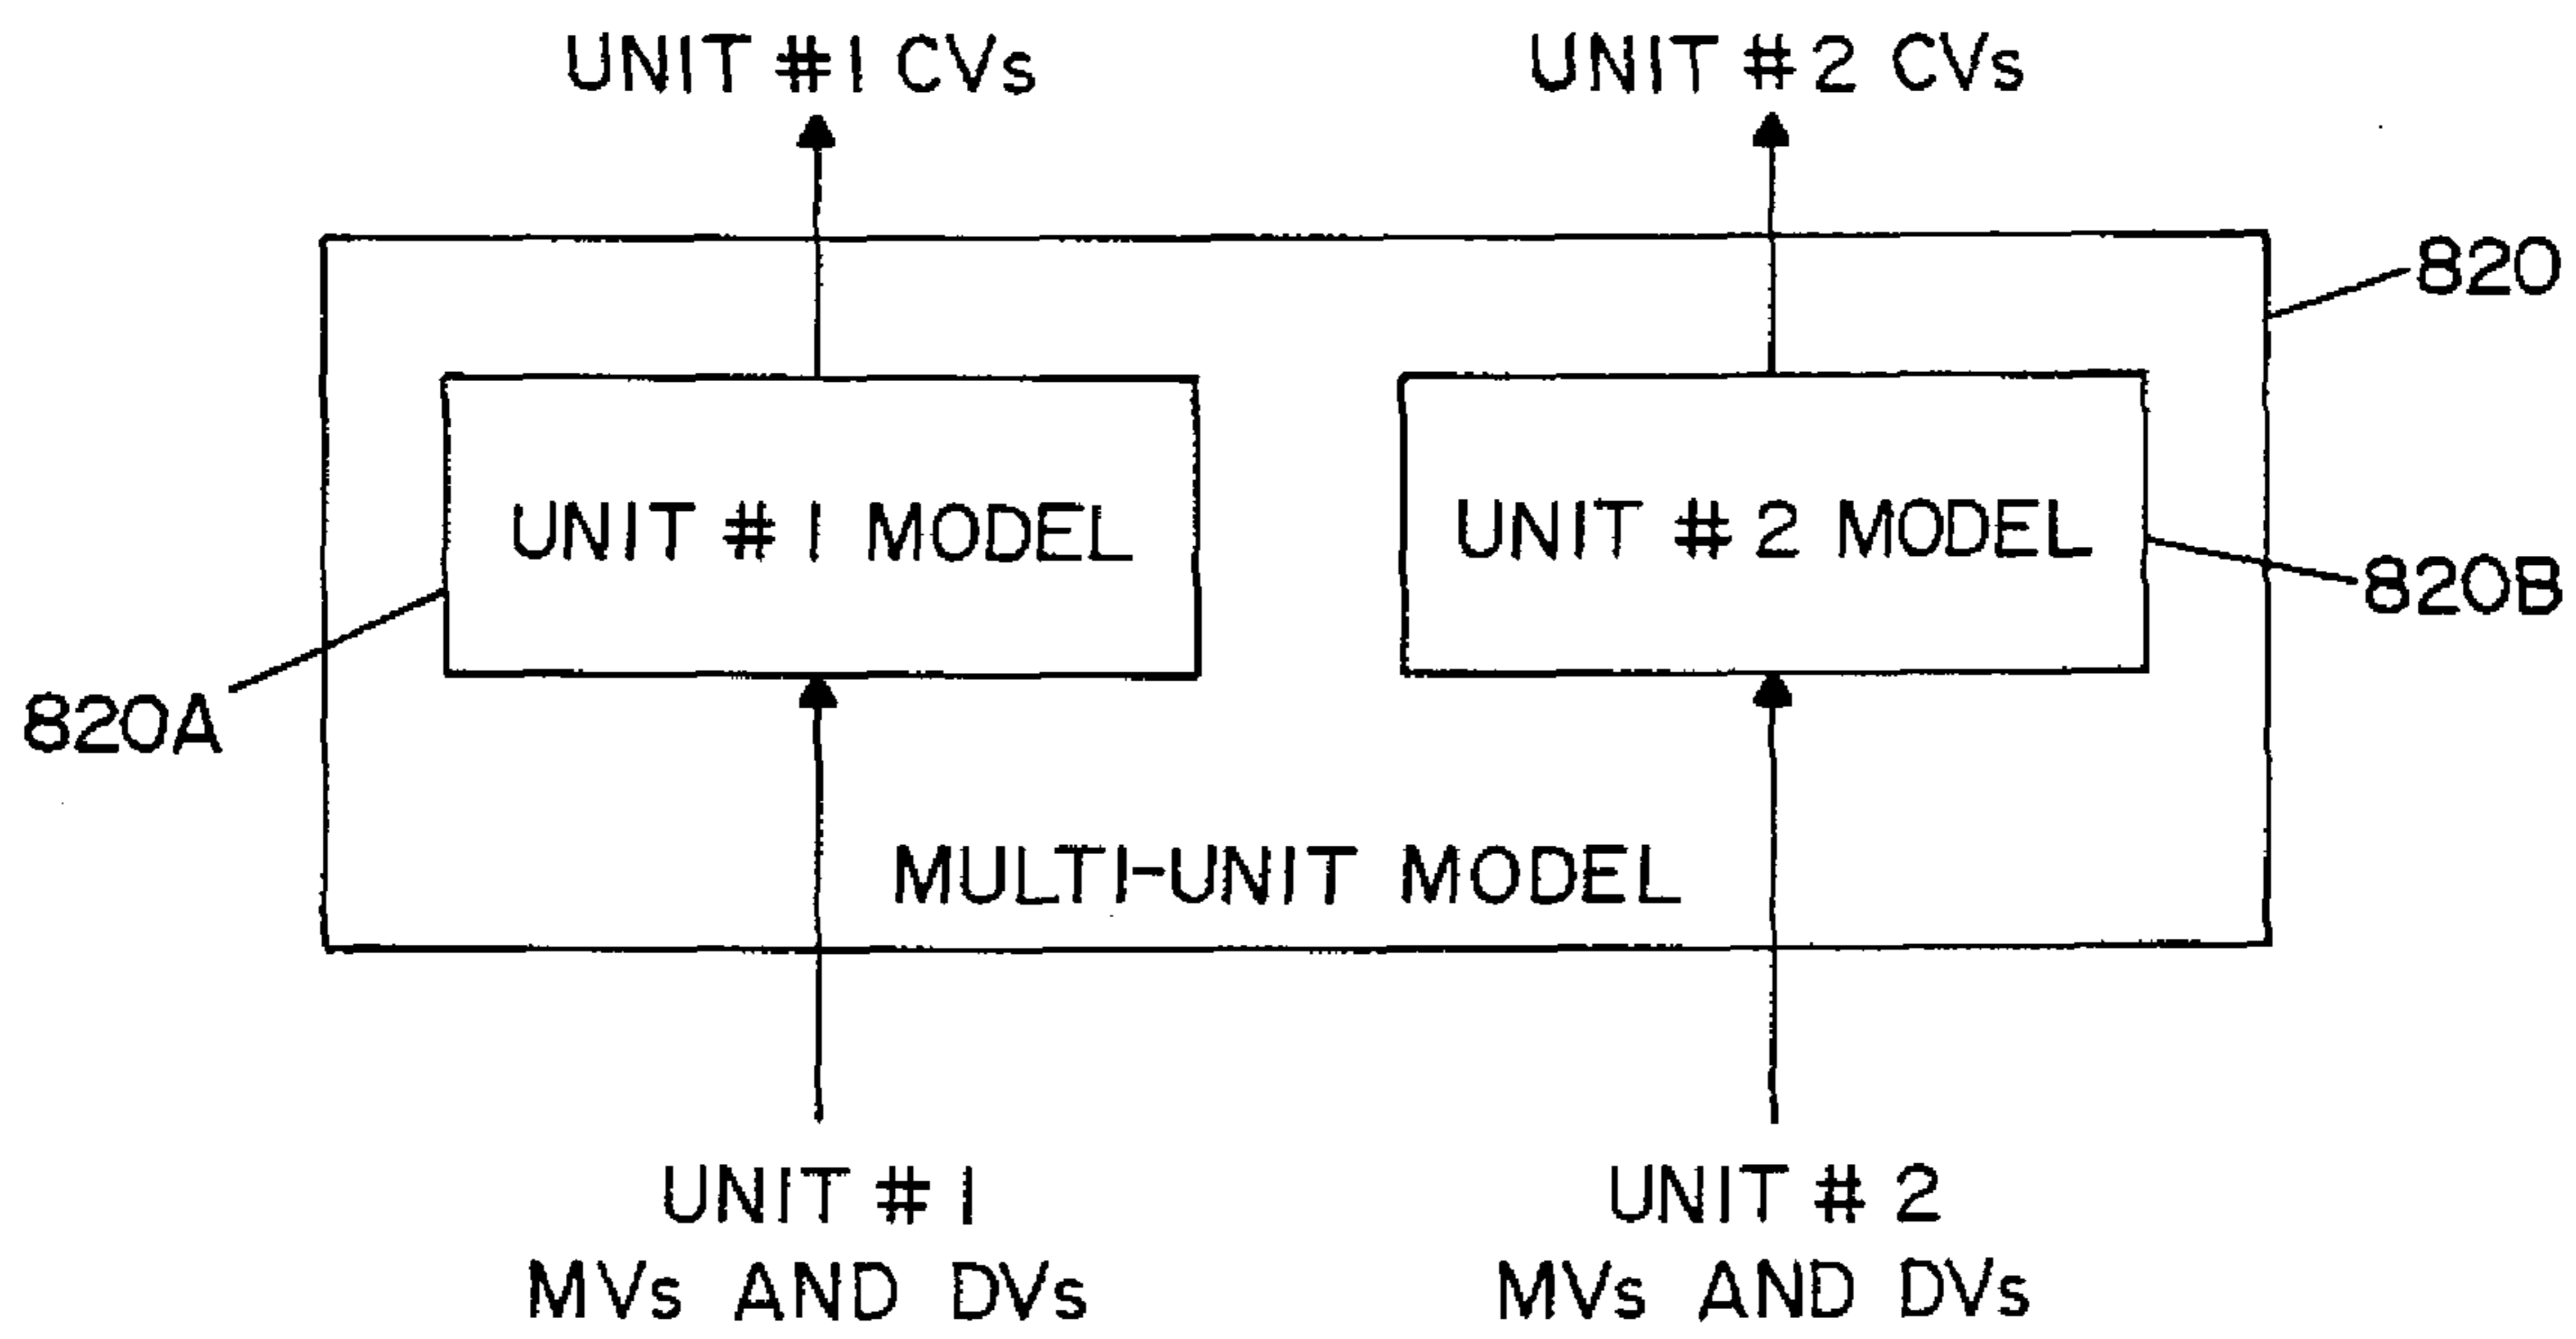 UNIT #1 CVs
UNIT #2 CVs
820
UNIT #1 MODEL
UNIT #2 MODEL
820B
820A
MULTI-UNIT MODEL
UNIT #1
MVs AND DVs
UNIT #2
MVs AND DVs